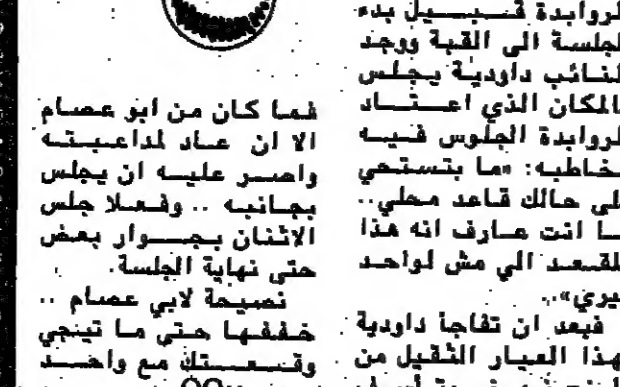 الروابدة قبيل بدء
الجلسة الى القبة ووجد
النائب داودية يجلس
بالمكان الذي اعتاد
الروابدة الجلوس فيه
فخاطبه: «ما بتستحي
على حالك قاعد محلي..
ما انت عارف انه هذا
المقعد الي مش لواحد
غيري»..
فبعد ان تفاجأ داودية
بهذا العيار الثقيل من
فما كان من ابو عصام
الا ان عاد لمداعبته
واصر عليه ان يجلس
بجانبه .. وفعلا جلس
الاثنان بجوار بعض
حتى نهاية الجلسة.
نصيحة لابي عصام ..
خففها حتى ما تينجي
وقعتك مع واحد